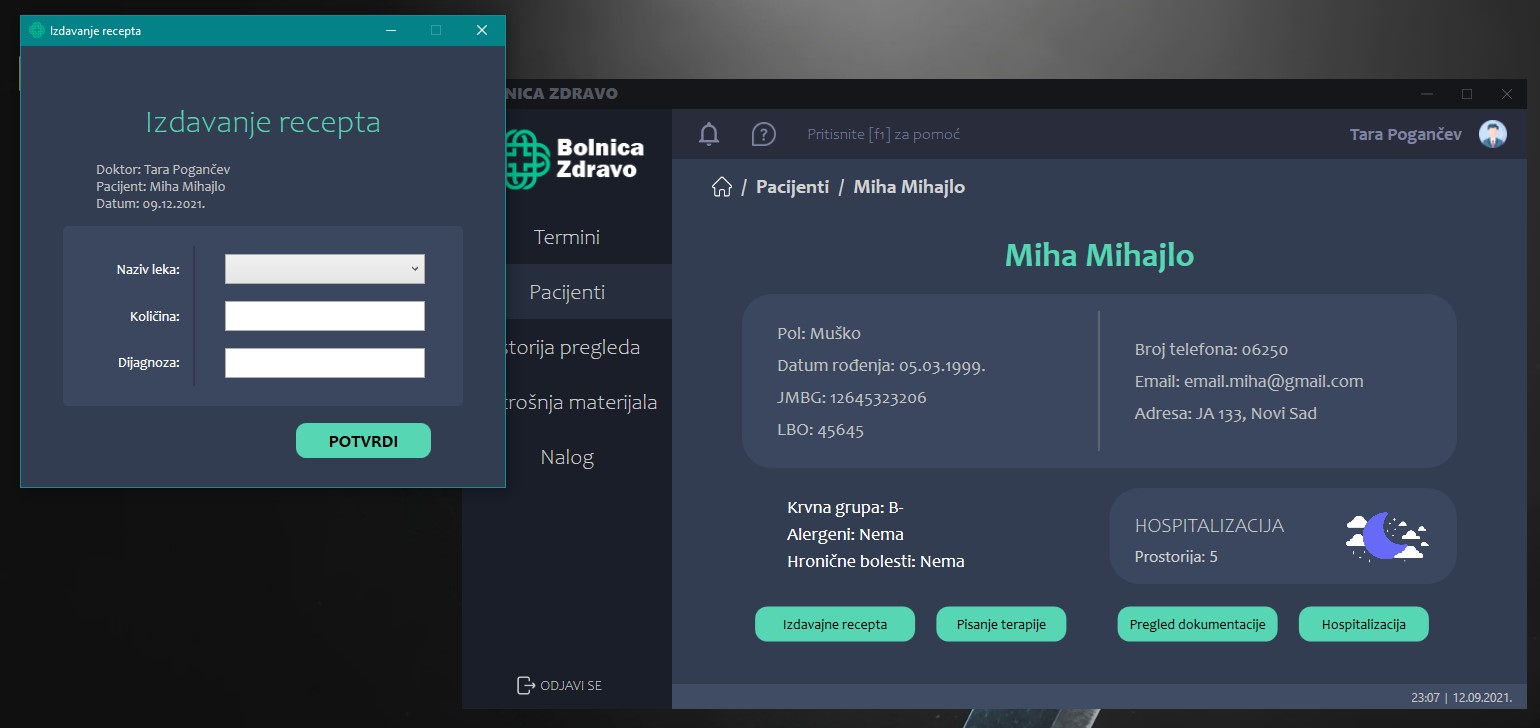 Izdavanje recepta
Izdavanje recepta
Doktor: Tara Pogančev
Pacijent: Miha Mihajlo
Datum: 09.12.2021.
Naziv leka:
Količina:
Dijagnoza:
POTVRDI
NICA ZDRAVO
Bolnica
Zdravo
Termini
Pacijenti
storija pregleda
trošnja materijala
Nalog
ODJAVI SE
Pritisnite [f1] za pomoć
Tara Pogančev
/ Pacijenti / Miha Mihajlo
Miha Mihajlo
Pol: Muško
Datum rođenja: 05.03.1999.
JMBG: 12645323206
LBO: 45645
Broj telefona: 06250
Email: email.miha@gmail.com
Adresa: JA 133, Novi Sad
Krvna grupa: B-
Alergeni: Nema
Hronične bolesti: Nema
HOSPITALIZACIJA
Prostorija: 5
Izdavajne recepta
Pisanje terapije
Pregled dokumentacije
Hospitalizacija
23:07 | 12.09.2021.